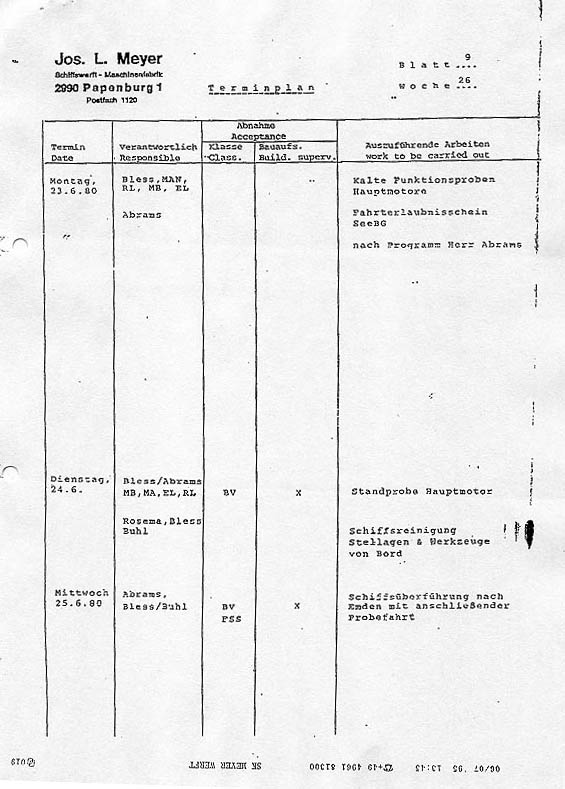 Jos. L. Meyer
Schiffswerft - Maschinenfabrik
2990 Papenburg 1
Postfach 1120
Terminplan
Blatt 9
Woche 26
Abnahme
Acceptance
Termin Verantwortlich Klasse Bauaufs. Auszuführende Arbeiten
Date Responsible Class. Build. superv. work to be carried out
Montag, Bless,MAN, Kalte Funktionsproben
23.6.80 RL, MB, EL Hauptmotore
Abrams Fahrterlaubnisschein
SeeBG
nach Programm Herr Abrams
Dienstag, Bless/Abrams
24.6. MB,MA,EL,RL BV X Standprobe Hauptmotor
Rosema,Bless
Buhl Schiffsreinigung
Stellagen & Werkzeuge
von Bord
Mittwoch Abrams, Schiffsüberführung nach
25.6.80 Bless/Buhl BV X Emden mit anschließender
FSS Probefahrt
06/07 '95 13:45 ☎+49 4961 81300 SR MEYER WERFT 019